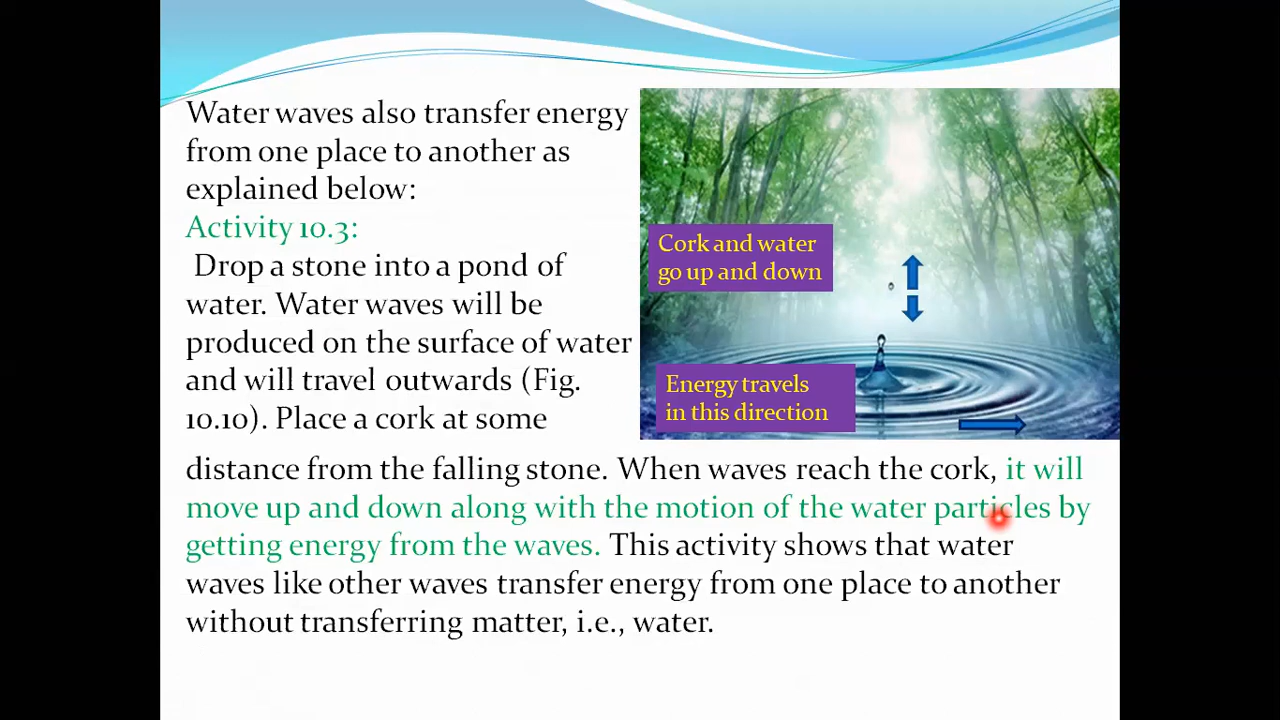 Water waves also transfer energy
from one place to another as
explained below:
Activity 10.3:
Drop a stone into a pond of
water. Water waves will be
produced on the surface of water
and will travel outwards (Fig.
10.10). Place a cork at some
distance from the falling stone. When waves reach the cork, it will
move up and down along with the motion of the water particles by
getting energy from the waves. This activity shows that water
waves like other waves transfer energy from one place to another
without transferring matter, i.e., water.
Cork and water
go up and down
Energy travels
in this direction